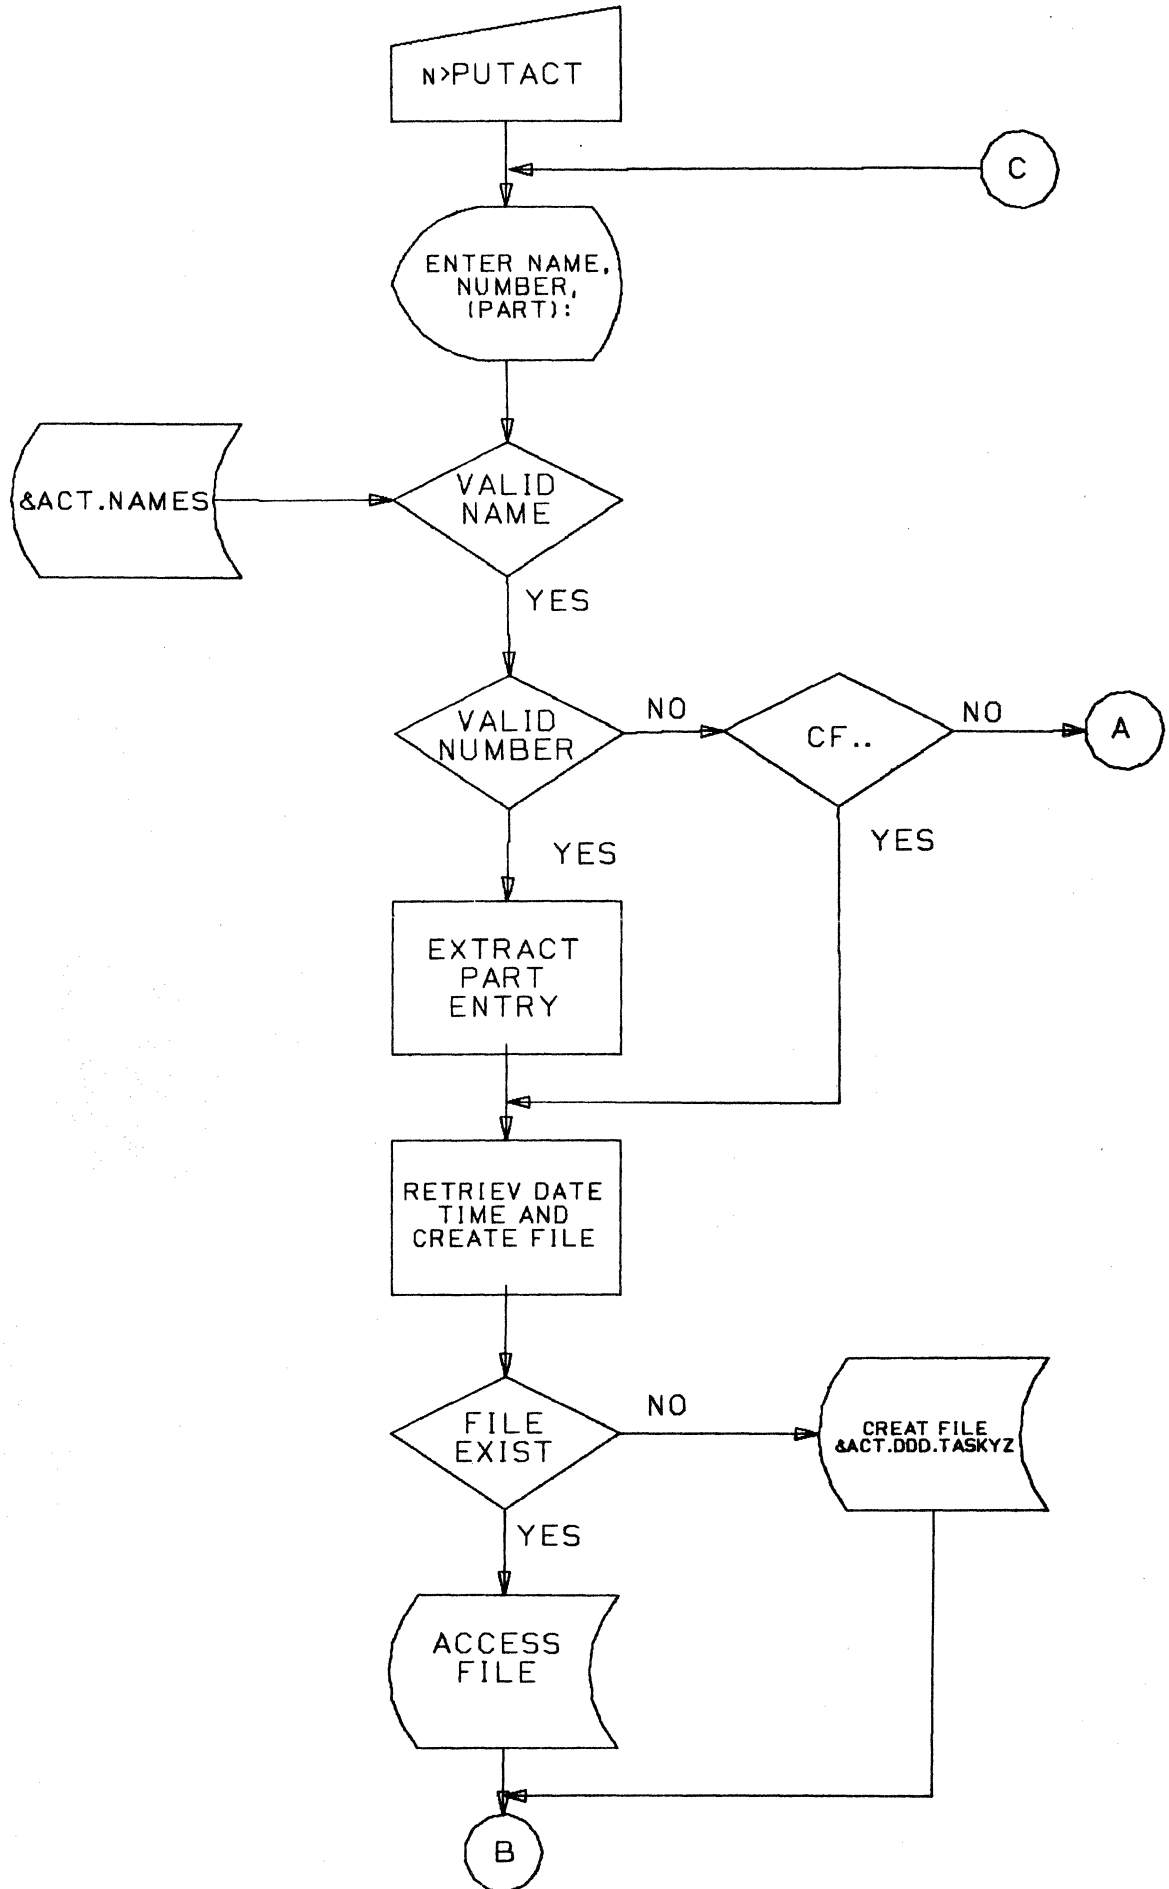 N>PUTACT
C
ENTER NAME,
NUMBER,
(PART):
&ACT.NAMES
VALID
NAME
YES
VALID
NUMBER
NO
CF..
NO
A
YES
YES
EXTRACT
PART
ENTRY
RETRIEV DATE
TIME AND
CREATE FILE
FILE
EXIST
NO
CREAT FILE
&ACT.DDD.TASKYZ
YES
ACCESS
FILE
B